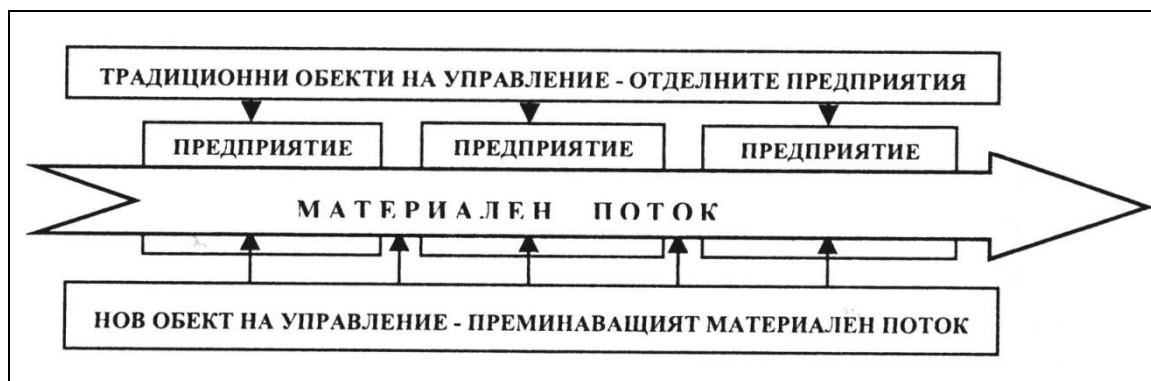 ТРАДИЦИОННИ ОБЕКТИ НА УПРАВЛЕНИЕ - ОТДЕЛНИТЕ ПРЕДПРИЯТИЯ
ПРЕДПРИЯТИЕ ПРЕДПРИЯТИЕ ПРЕДПРИЯТИЕ
МАТЕРИАЛЕН ПОТОК
НОВ ОБЕКТ НА УПРАВЛЕНИЕ - ПРЕМИНАВАЩИЯТ МАТЕРИАЛЕН ПОТОК